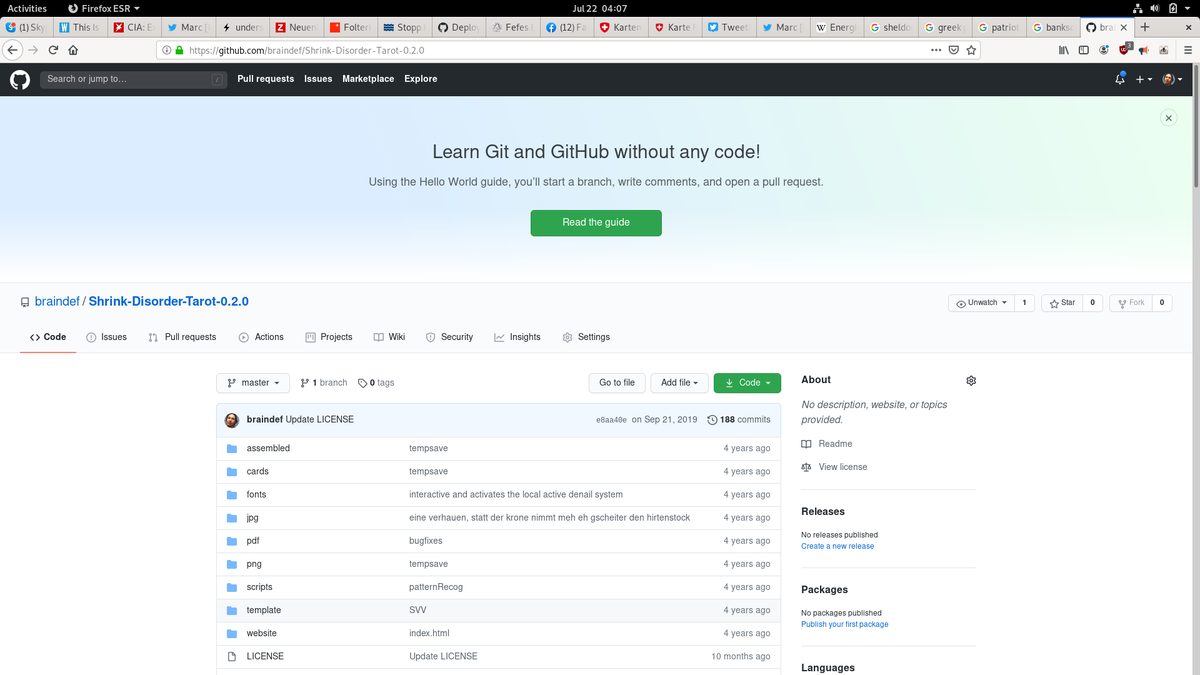 Activities Firefox ESR Jul 22 04:07
(1) Sky This Is CIA: E Marc | unders Neuen Folter Stopp Deplo Fefes (12) Fa Karten Karte Tweet Marc | Energi sheldo greek patriot banksc brai
https://github.com/braindef/Shrink-Disorder-Tarot-0.2.0
Search or jump to... / Pull requests Issues Marketplace Explore
Learn Git and GitHub without any code!
Using the Hello World guide, you'll start a branch, write comments, and open a pull request.
Read the guide
braindef / Shrink-Disorder-Tarot-0.2.0 Unwatch 1 Star 0 Fork 0
Code Issues Pull requests Actions Projects Wiki Security Insights Settings
master 1 branch 0 tags Go to file Add file Code
braindef Update LICENSE e8aa40e on Sep 21, 2019 188 commits
assembled tempsave 4 years ago
cards tempsave 4 years ago
fonts interactive and activates the local active denail system 4 years ago
jpg eine verhauen, statt der krone nimmt meh eh gscheiter den hirtenstock 4 years ago
pdf bugfixes 4 years ago
png tempsave 4 years ago
scripts patternRecog 4 years ago
template SVV 4 years ago
website index.html 4 years ago
LICENSE Update LICENSE 10 months ago
About
No description, website, or topics
provided.
Readme
View license
Releases
No releases published
Create a new release
Packages
No packages published
Publish your first package
Languages